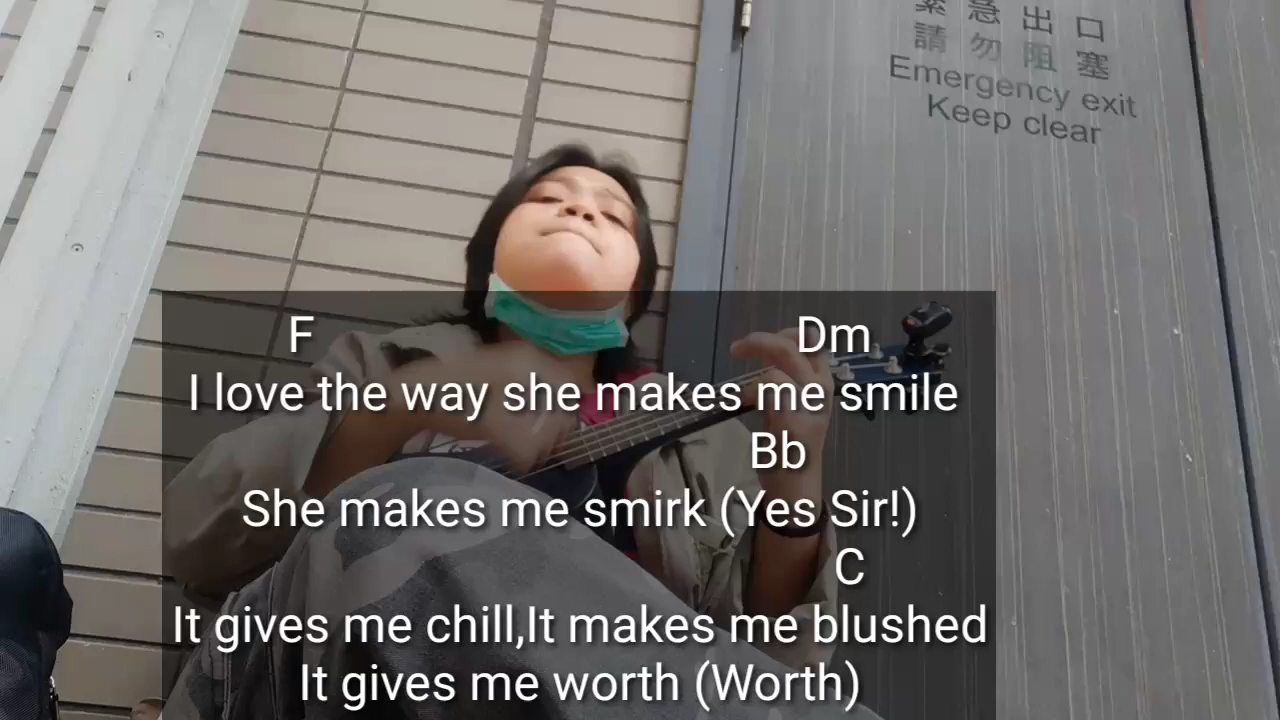 緊急出口
請勿阻塞
Emergency exit
Keep clear
F Dm
I love the way she makes me smile
Bb
She makes me smirk (Yes Sir!)
C
It gives me chill,It makes me blushed
It gives me worth (Worth)